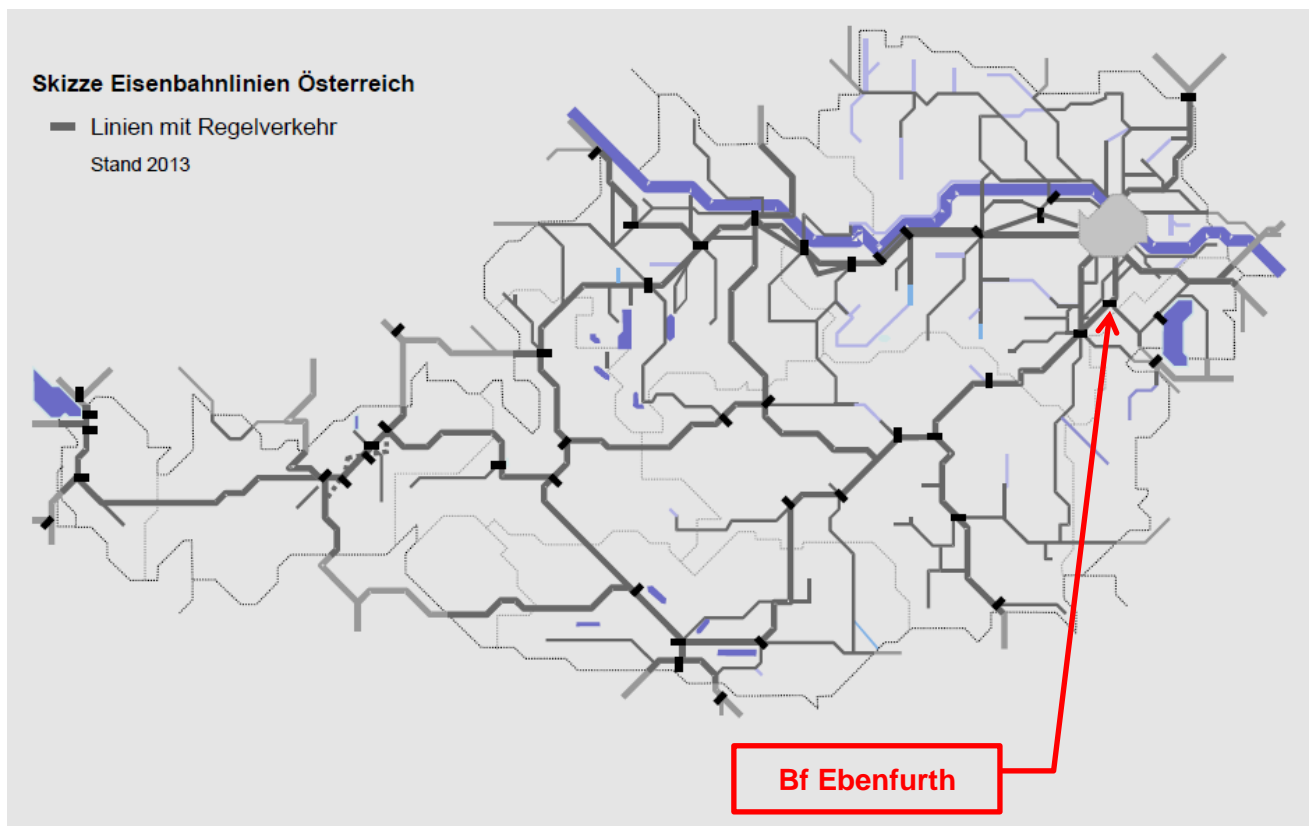 Skizze Eisenbahnlinien Österreich
Linien mit Regelverkehr
Stand 2013
Bf Ebenfurth